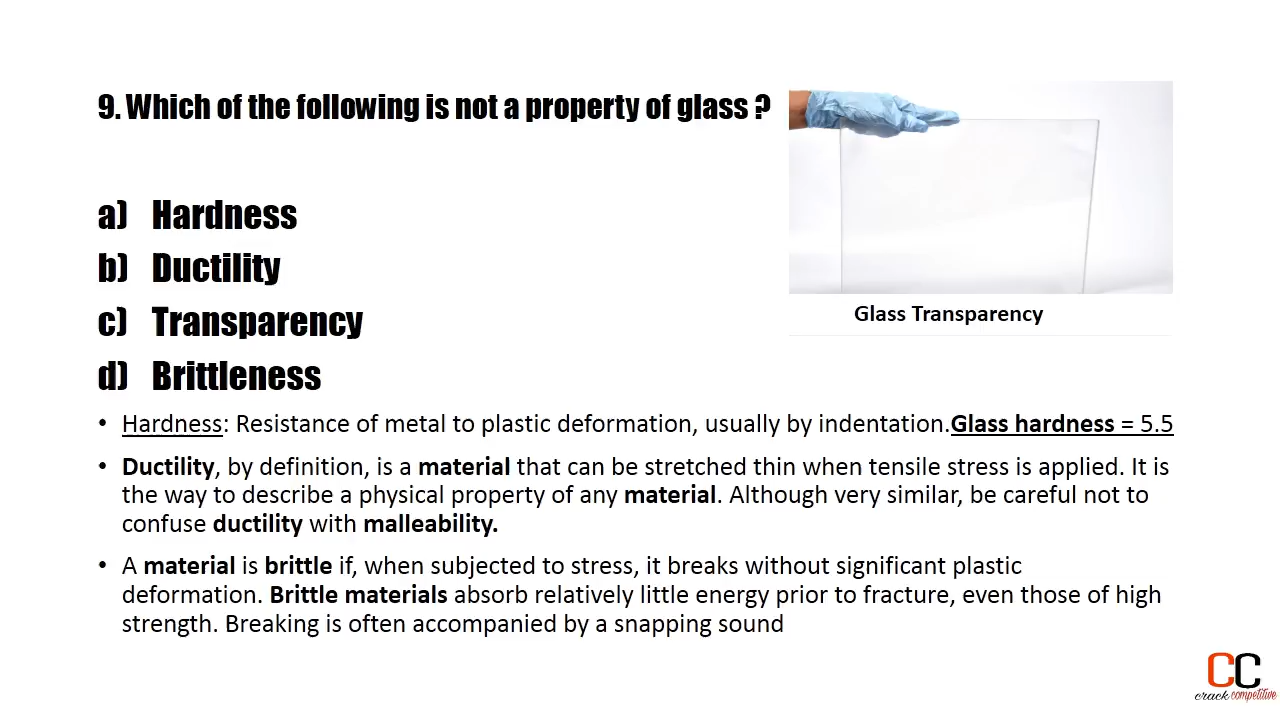 9. Which of the following is not a property of glass ?
a) Hardness
b) Ductility
c) Transparency
d) Brittleness
Glass Transparency
• Hardness: Resistance of metal to plastic deformation, usually by indentation.Glass hardness = 5.5
• Ductility, by definition, is a material that can be stretched thin when tensile stress is applied. It is
the way to describe a physical property of any material. Although very similar, be careful not to
confuse ductility with malleability.
• A material is brittle if, when subjected to stress, it breaks without significant plastic
deformation. Brittle materials absorb relatively little energy prior to fracture, even those of high
strength. Breaking is often accompanied by a snapping sound
CC
crack competitive